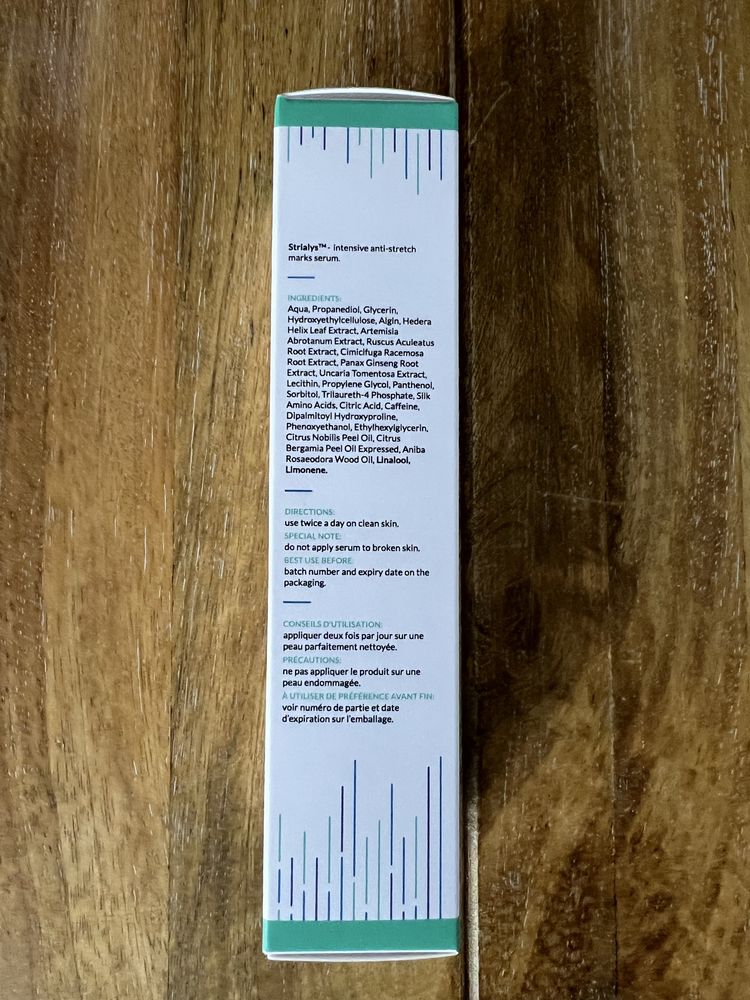 Strialys™ - intensive anti-stretch
marks serum.
INGREDIENTS:
Aqua, Propanediol, Glycerin,
Hydroxyethylcellulose, Algin, Hedera
Helix Leaf Extract, Artemisia
Abrotanum Extract, Ruscus Aculeatus
Root Extract, Cimicifuga Racemosa
Root Extract, Panax Ginseng Root
Extract, Uncaria Tomentosa Extract,
Lecithin, Propylene Glycol, Panthenol,
Sorbitol, Trilaureth-4 Phosphate, Silk
Amino Acids, Citric Acid, Caffeine,
Dipalmitoyl Hydroxyproline,
Phenoxyethanol, Ethylhexylglycerin,
Citrus Nobilis Peel Oil, Citrus
Bergamia Peel Oil Expressed, Aniba
Rosaeodora Wood Oil, Linalool,
Limonene.
DIRECTIONS:
use twice a day on clean skin.
SPECIAL NOTE:
do not apply serum to broken skin.
BEST USE BEFORE:
batch number and expiry date on the
packaging.
CONSEILS D'UTILISATION:
appliquer deux fois par jour sur une
peau parfaitement nettoyée.
PRÉCAUTIONS:
ne pas appliquer le produit sur une
peau endommagée.
À UTILISER DE PRÉFÉRENCE AVANT FIN:
voir numéro de partie et date
d'expiration sur l'emballage.